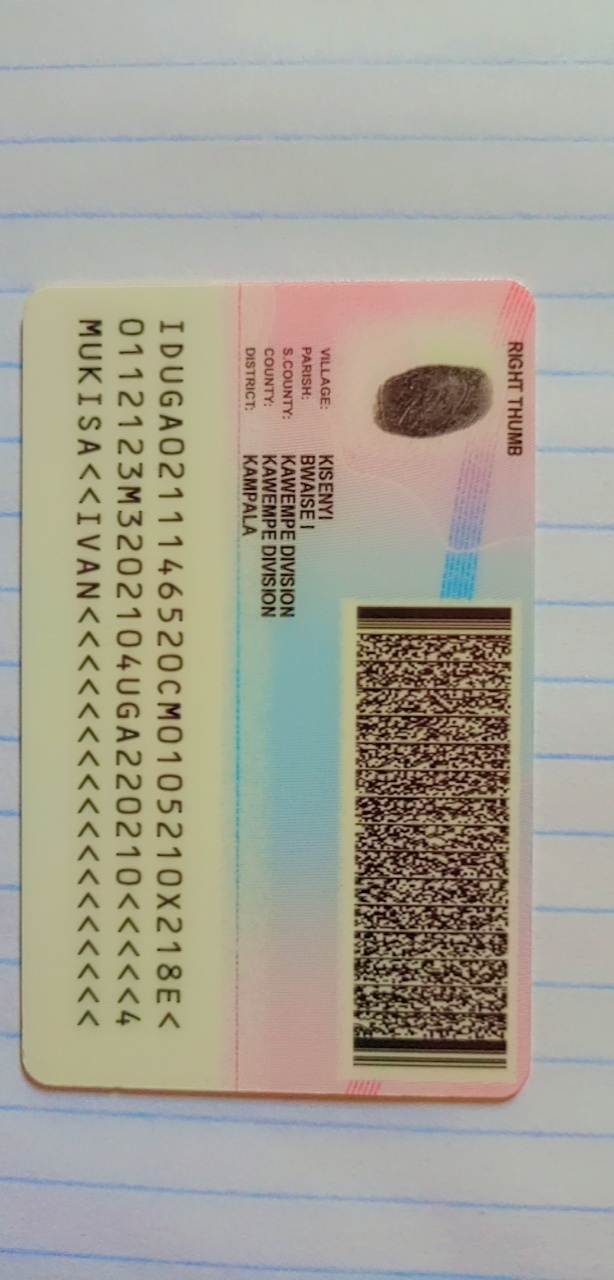 RIGHT THUMB
VILLAGE: KISENYI
PARISH: BWAISE I
S.COUNTY: KAWEMPE DIVISION
COUNTY: KAWEMPE DIVISION
DISTRICT: KAMPALA
IDUGA0211146520CM0105210X218E<
0112123M3202104UGA220210<<<<<4
MUKISA<<IVAN<<<<<<<<<<<<<<<<<<